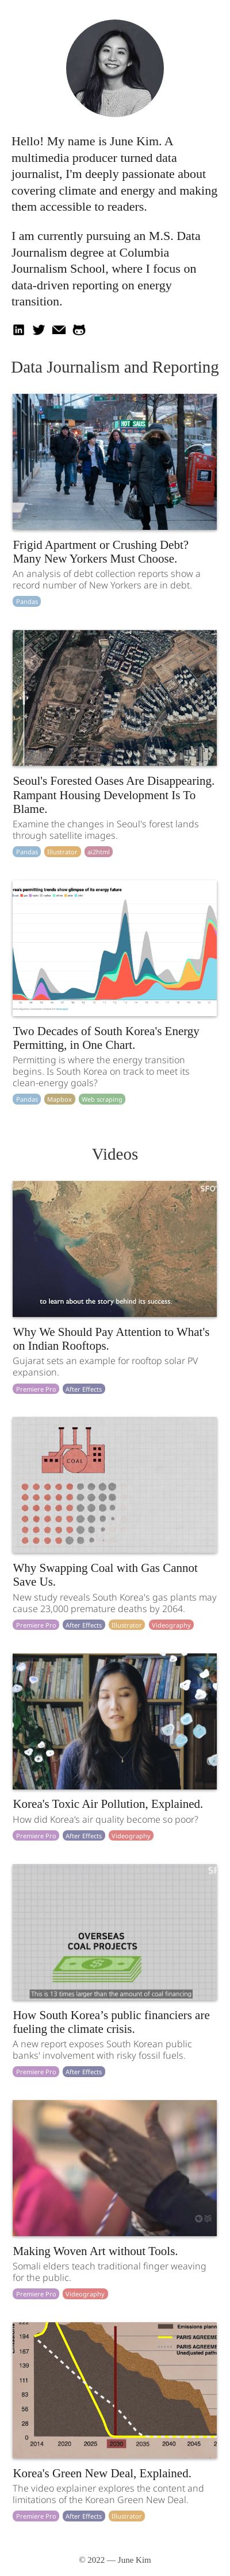 Hello! My name is June Kim. A
multimedia producer turned data
journalist, I'm deeply passionate about
covering climate and energy and making
them accessible to readers.
I am currently pursuing an M.S. Data
Journalism degree at Columbia
Journalism School, where I focus on
data-driven reporting on energy
transition.
in
Data Journalism and Reporting
HOT SUDS
Frigid Apartment or Crushing Debt?
Many New Yorkers Must Choose.
An analysis of debt collection reports show a
record number of New Yorkers are in debt.
Pandas
Seoul's Forested Oases Are Disappearing.
Rampant Housing Development Is To
Blame.
Examine the changes in Seoul's forest lands
through satellite images.
Pandas Illustrator ai2html
reas permitting trends show glimpse of its energy future
Two Decades of South Korea's Energy
Permitting, in One Chart.
Permitting is where the energy transition
begins. Is South Korea on track to meet its
clean-energy goals?
Pandas Mapbox Web scraping
Videos
SFO
to learn about the story behind its success.
Why We Should Pay Attention to What's
on Indian Rooftops.
Gujarat sets an example for rooftop solar PV
expansion.
Premiere Pro After Effects
COAL
Why Swapping Coal with Gas Cannot
Save Us.
New study reveals South Korea's gas plants may
cause 23,000 premature deaths by 2064.
Premiere Pro After Effects Illustrator Videography
Korea's Toxic Air Pollution, Explained.
How did Korea's air quality become so poor?
Premiere Pro After Effects Videography
OVERSEAS
COAL PROJECTS
This is 13 times larger than the amount of coal financing
How South Korea’s public financiers are
fueling the climate crisis.
A new report exposes South Korean public
banks' involvement with risky fossil fuels.
Premiere Pro After Effects
Making Woven Art without Tools.
Somali elders teach traditional finger weaving
for the public.
Premiere Pro Videography
222
194
167
139
111
83
56
28
0
Emissions plann
PARIS AGREEME
PARIS AGREEME
Unadjusted path
2014 2020 2025 2030 2035 2040 2045
Korea's Green New Deal, Explained.
The video explainer explores the content and
limitations of the Korean Green New Deal.
Premiere Pro After Effects Illustrator
© 2022 — June Kim